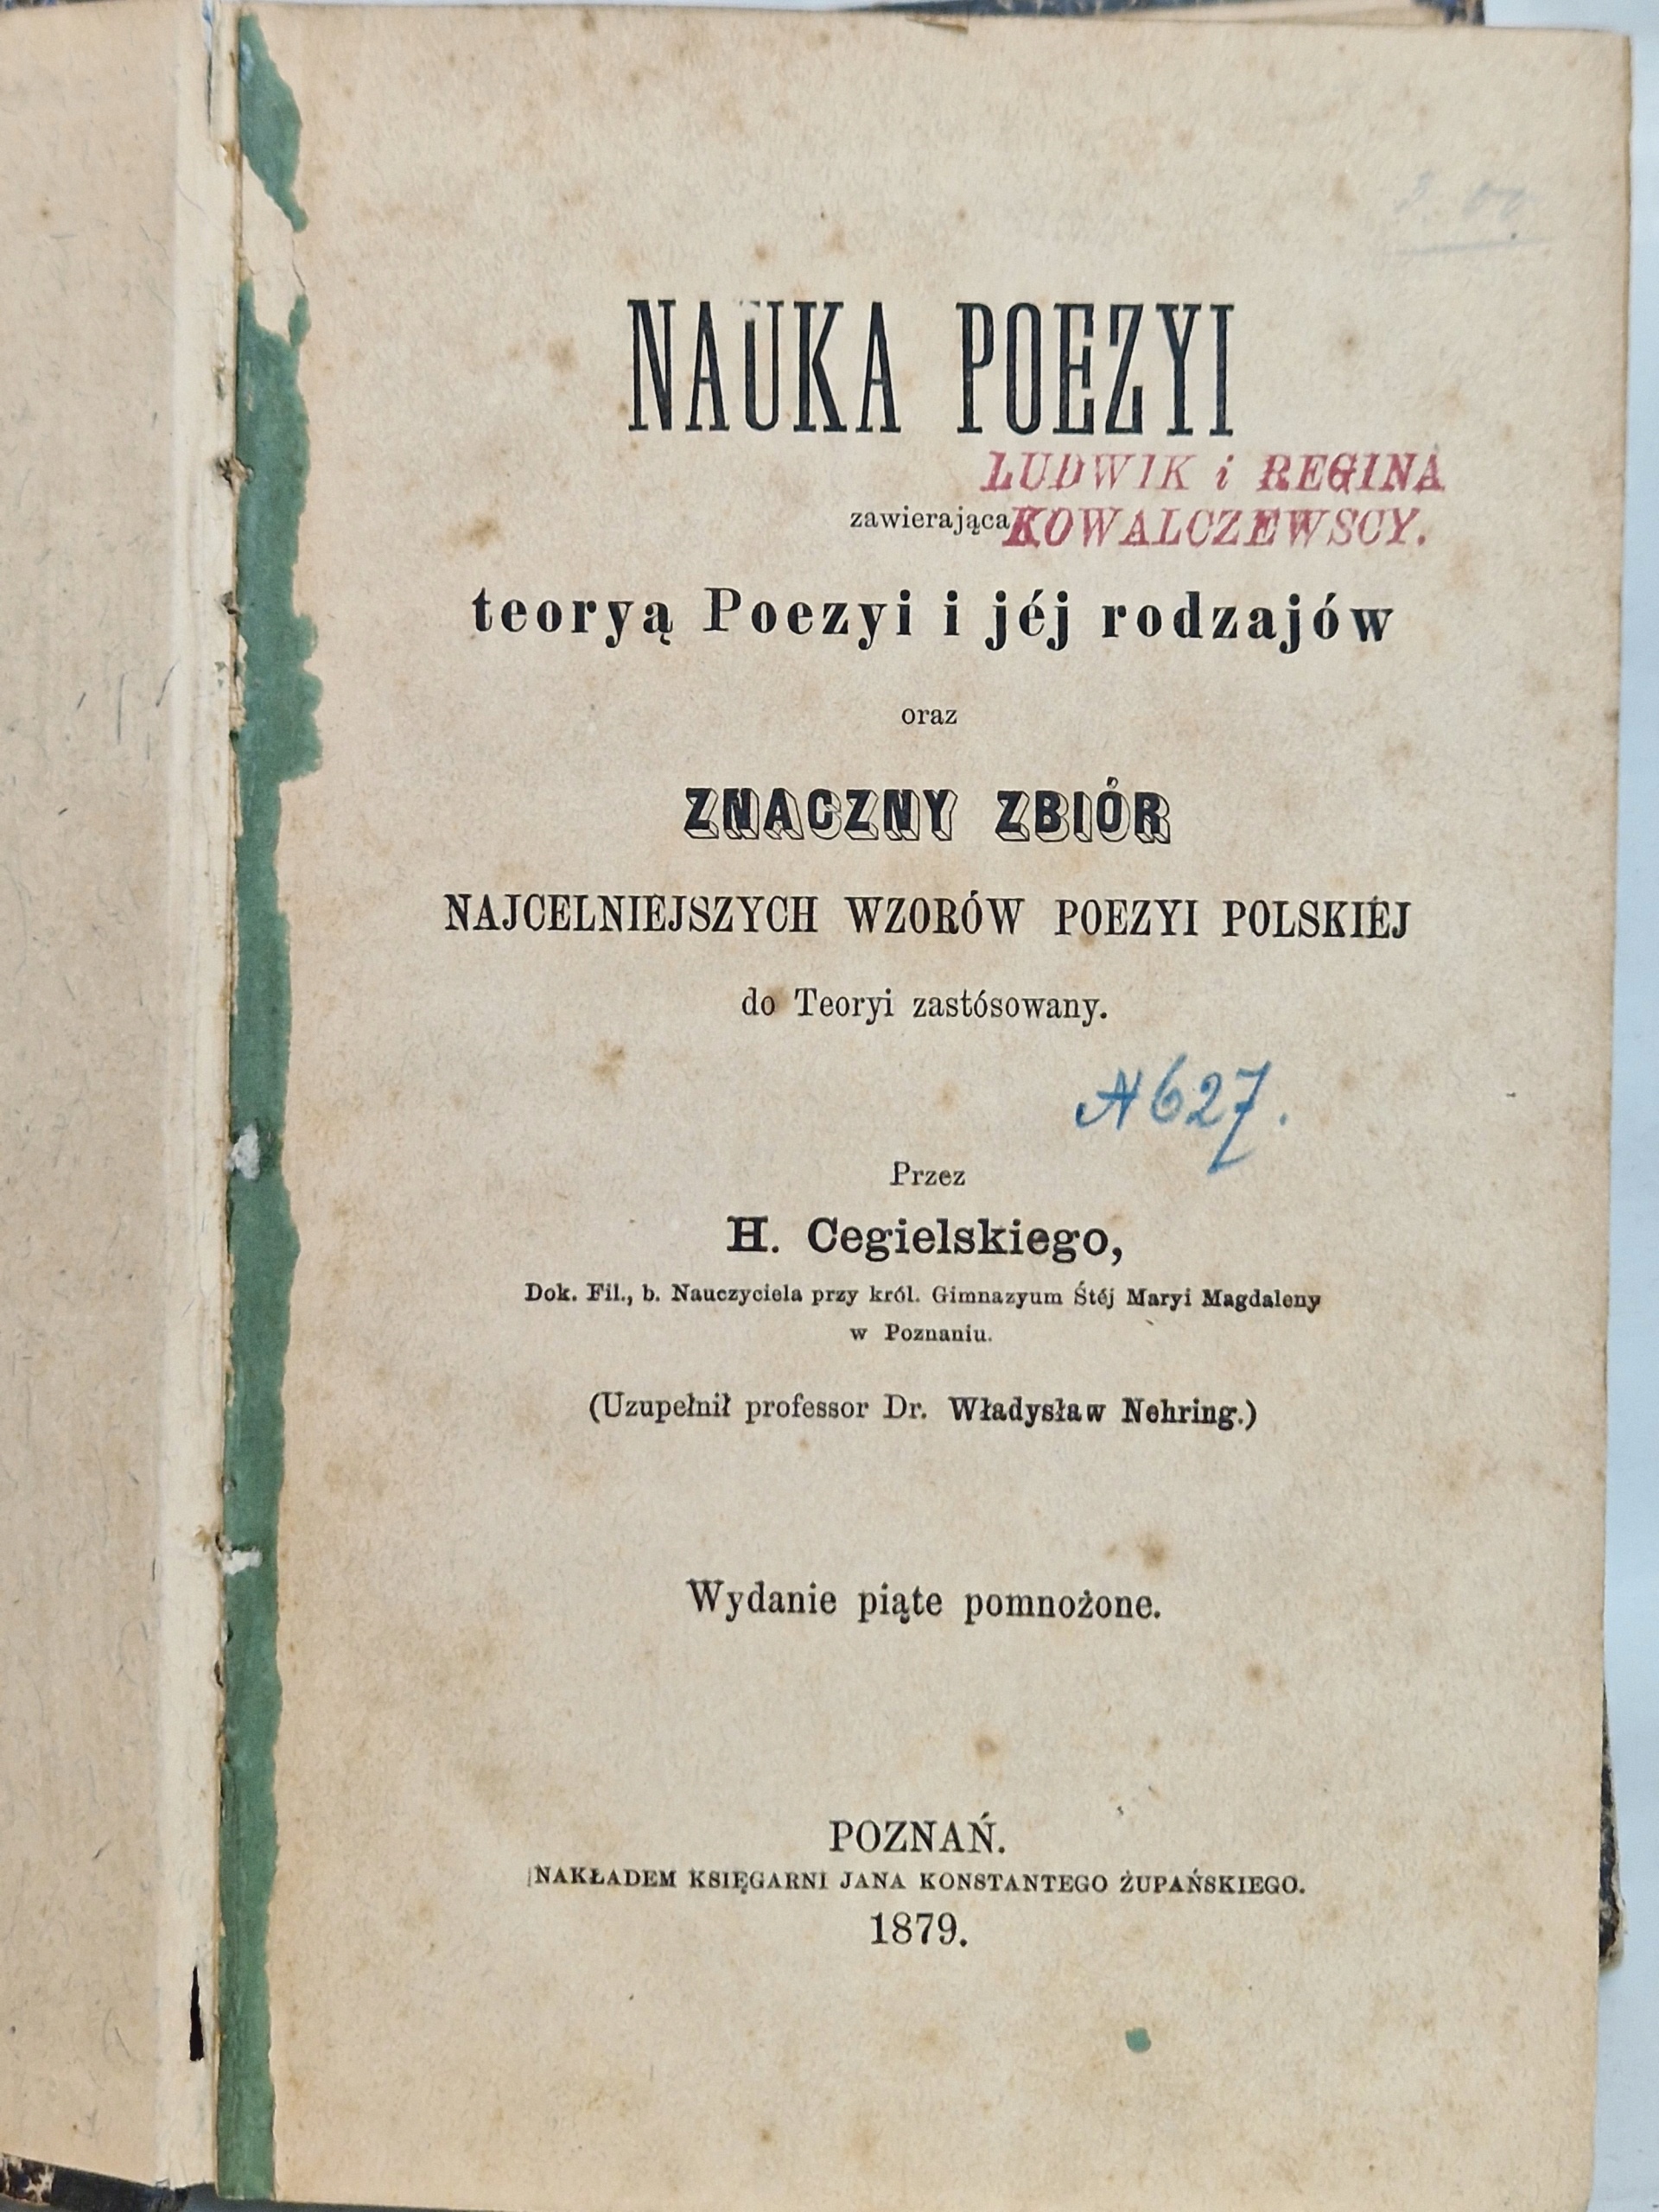 NAUKA POEZYI
LUDWIK i REGINA
zawierająca KOWALCZEWSCY.
teoryą Poezyi i jéj rodzajów
oraz
ZNACZNY ZBIÓR
NAJCELNIEJSZYCH WZORÓW POEZYI POLSKIÉJ
do Teoryi zastósowany.
N 627.
Przez
H. Cegielskiego,
Dok. Fil., b. Nauczyciela przy król. Gimnazyum Śtéj Maryi Magdaleny
w Poznaniu.
(Uzupełnił professor Dr. Władysław Nehring.)
Wydanie piąte pomnożone.
POZNAŃ.
NAKŁADEM KSIĘGARNI JANA KONSTANTEGO ŻUPAŃSKIEGO.
1879.